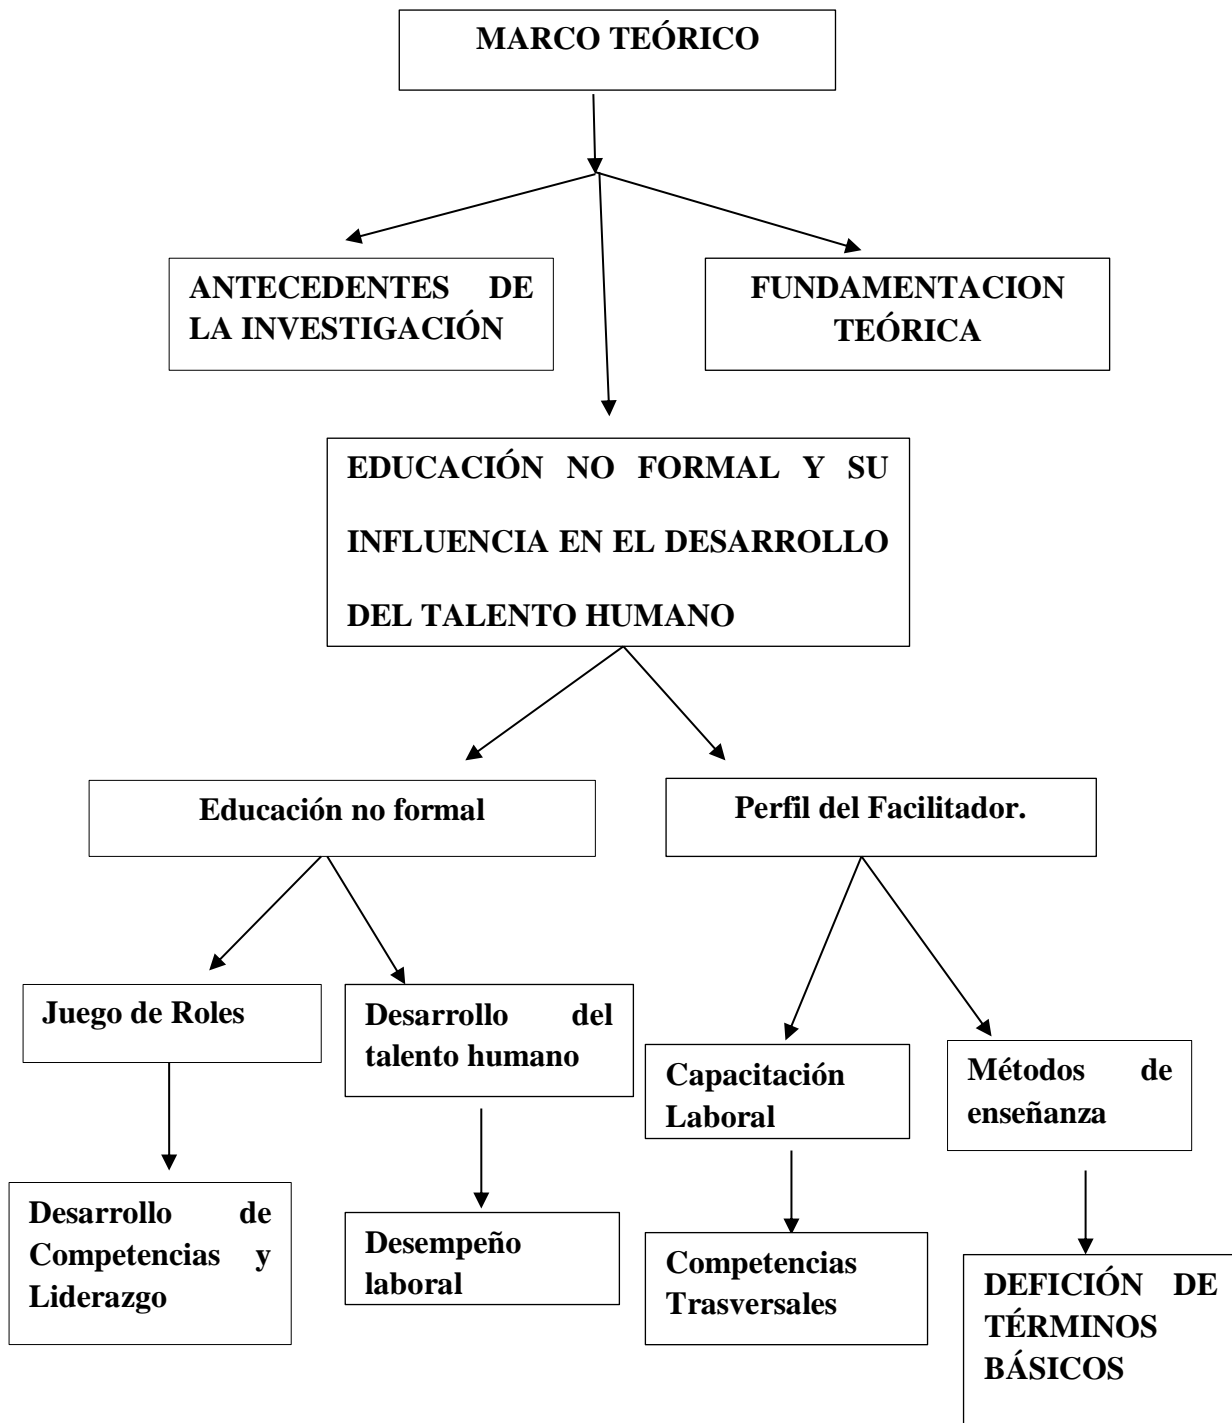 MARCO TEÓRICO
ANTECEDENTES DE
LA INVESTIGACIÓN
FUNDAMENTACION
TEÓRICA
EDUCACIÓN NO FORMAL Y SU
INFLUENCIA EN EL DESARROLLO
DEL TALENTO HUMANO
Educación no formal
Perfil del Facilitador.
Juego de Roles
Desarrollo del
talento humano
Capacitación
Laboral
Métodos de
enseñanza
Desarrollo de
Competencias y
Liderazgo
Desempeño
laboral
Competencias
Trasversales
DEFICIÓN DE
TÉRMINOS
BÁSICOS